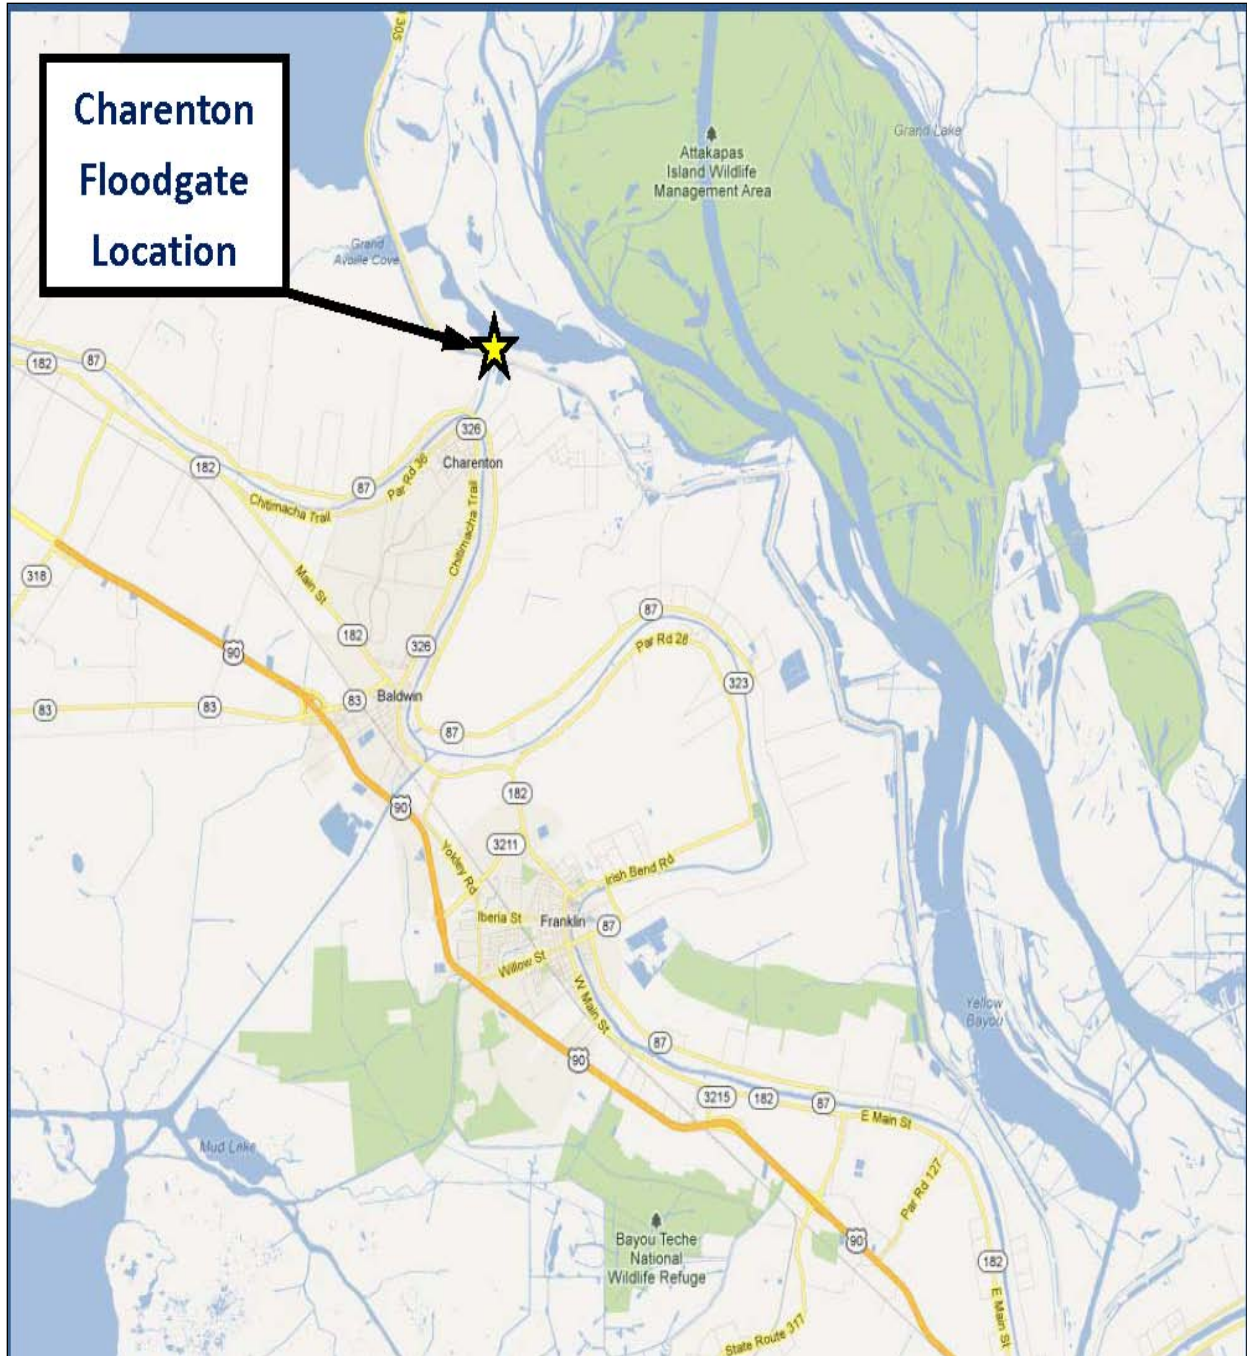 Charenton
Floodgate
Location
305
Grand Lake
Attakapas
Island Wildlife
Management Area
Grand
Avoille Cove
87
182
326
Charenton
182
87
Par Rd 36
Chitimacha Trail
Chitimacha Trail
318
Main St
87
Par Rd 28
182
326
90
323
Baldwin
83
83
83
87
182
90
3211
Yokley Rd
Irish Bend Rd
Iberia St
Franklin
87
Willow St
W Main St
Yellow
Bayou
87
90
3215
182
87
E Main St
Mud Lake
Par Rd 127
Bayou Teche
National
Wildlife Refuge
90
182
E Main St
State Route 317